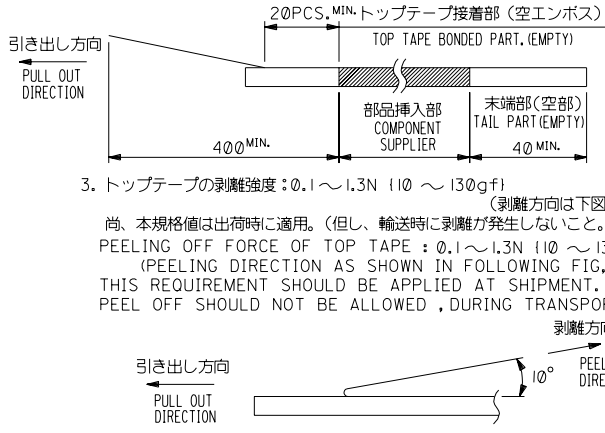 20PCS.MIN. トップテープ接着部(空エンボス)
TOP TAPE BONDED PART.(EMPTY)
引き出し方向
PULL OUT
DIRECTION
部品挿入部
COMPONENT
SUPPLIER
末端部(空部)
TAIL PART(EMPTY)
400MIN.
40MIN.
3. トップテープの剥離強度:0.1~1.3N {10 ~130gf}
(剥離方向は下図
尚、本規格値は出荷時に適用。(但し、輸送時に剥離が発生しないこと。
PEELING OFF FORCE OF TOP TAPE : 0.1~1.3N {10 ~13
(PEELING DIRECTION AS SHOWN IN FOLLOWING FIG.
THIS REQUIREMENT SHOULD BE APPLIED AT SHIPMENT.
PEEL OFF SHOULD NOT BE ALLOWED ,DURING TRANSPOR
剥離方向
引き出し方向
PULL OUT
DIRECTION
10°
PEEL
DIRE